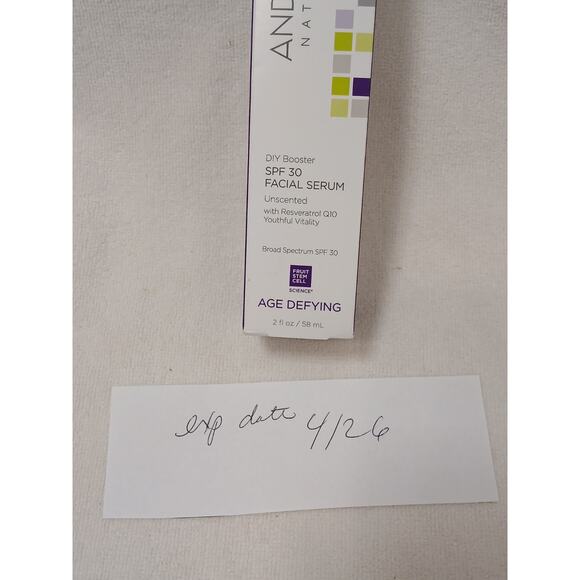 AND
NAT
DIY Booster
SPF 30
FACIAL SERUM
Unscented
with Resveratrol Q10
Youthful Vitality
Broad Spectrum SPF 30
FRUIT
STEM
CELL
SCIENCE®
AGE DEFYING
2 fl oz / 58 mL
exp date 4/26